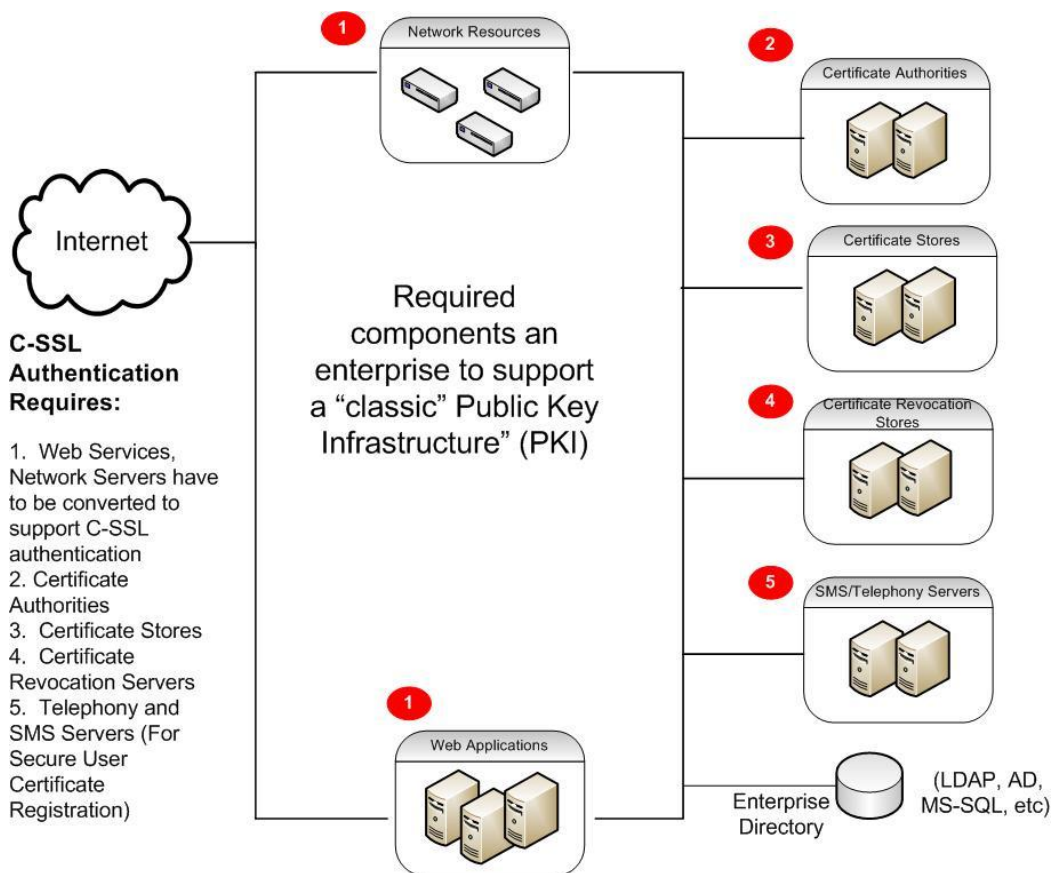 1
Network Resources
2
Certificate Authorities
Internet
3
Certificate Stores
C-SSL
Authentication
Requires:
1. Web Services,
Network Servers have
to be converted to
support C-SSL
authentication
2. Certificate
Authorities
3. Certificate Stores
4. Certificate
Revocation Servers
5. Telephony and
SMS Servers (For
Secure User
Certificate
Registration)
Required
components an
enterprise to support
a “classic” Public Key
Infrastructure” (PKI)
4
Certificate Revocation
Stores
5
SMS/Telephony Servers
1
Web Applications
Enterprise
Directory
(LDAP, AD,
MS-SQL, etc)